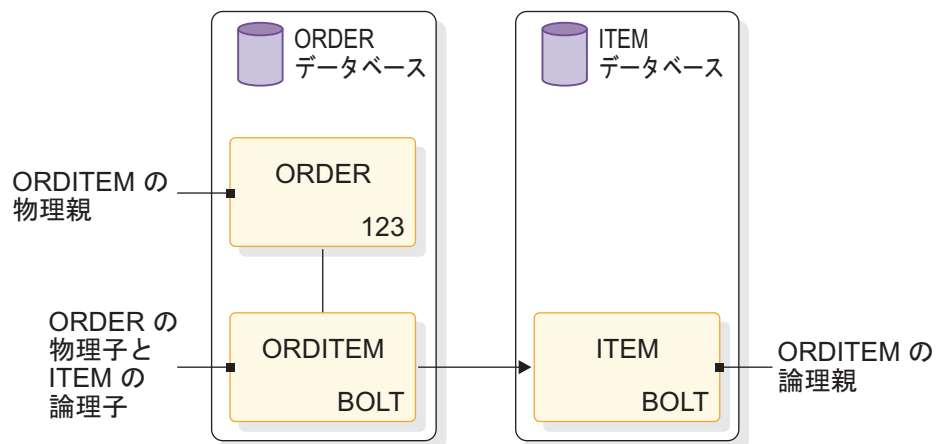 ORDER
データベース
ITEM
データベース
ORDITEM の
物理親
ORDER
123
ORDER の
物理子と
ITEM の
論理子
ORDITEM
BOLT
ITEM
BOLT
ORDITEM の
論理親